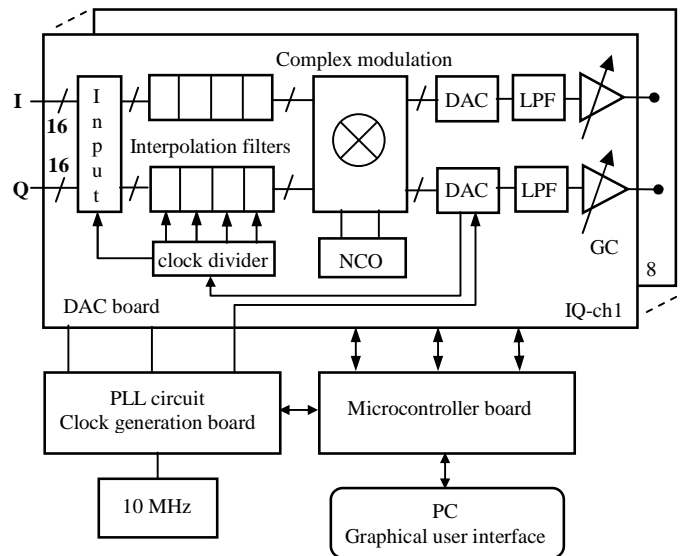 Complex modulation
I
16
Input
DAC
LPF
16
Interpolation filters
Q
DAC
LPF
clock divider
NCO
GC
8
DAC board
IQ-ch1
PLL circuit
Clock generation board
Microcontroller board
10 MHz
PC
Graphical user interface